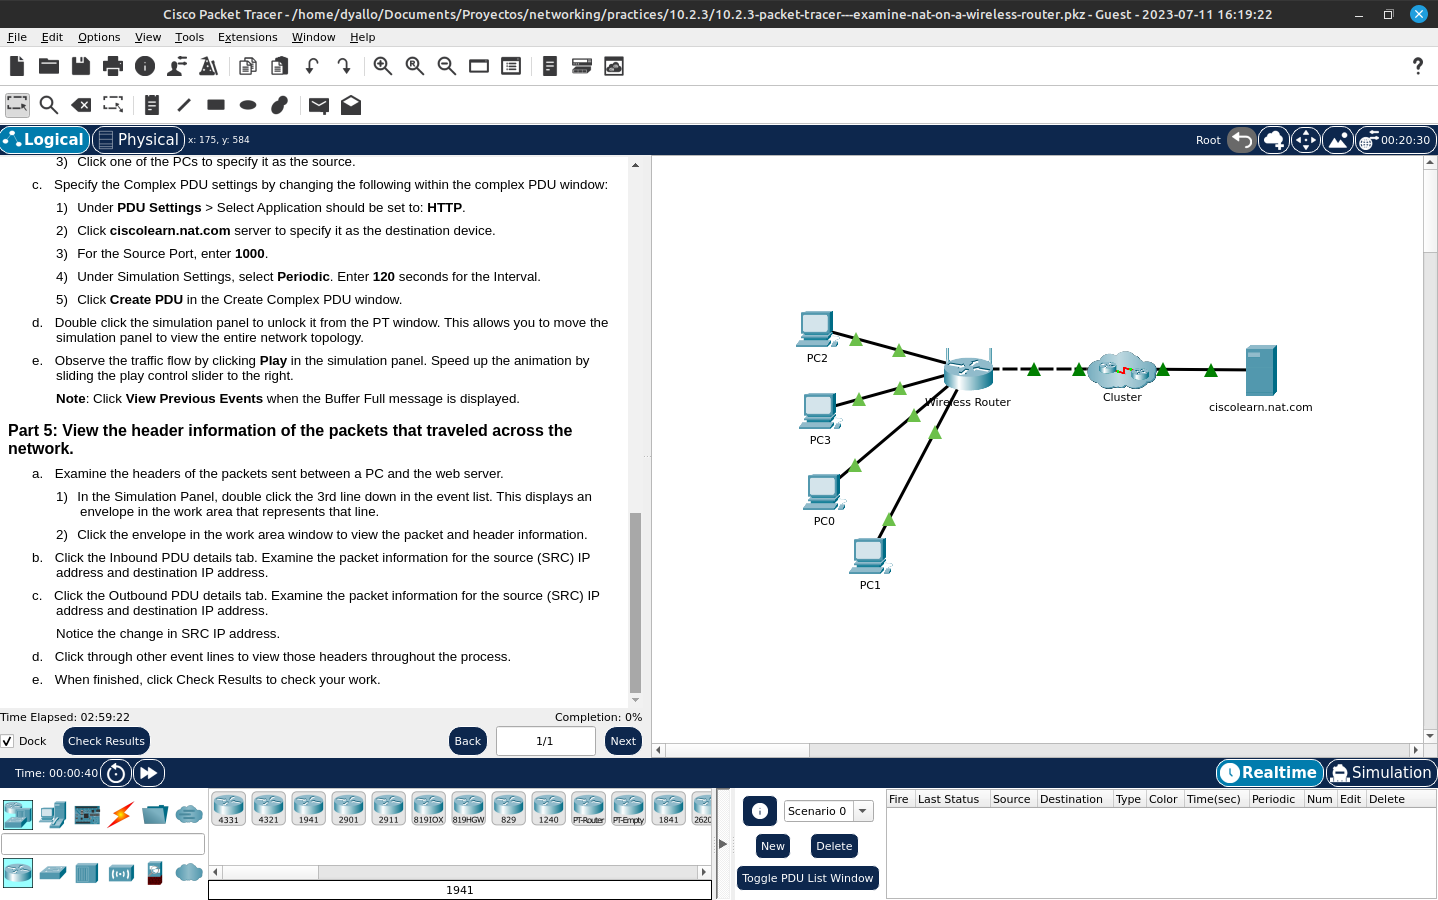 Cisco Packet Tracer - /home/dyallo/Documents/Proyectos/networking/practices/10.2.3/10.2.3-packet-tracer---examine-nat-on-a-wireless-router.pkz - Guest - 2023-07-11 16:19:22
File Edit Options View Tools Extensions Window Help
?
Logical Physical x: 175, y: 584 Root 00:20:30
3) Click one of the PCs to specify it as the source.
c. Specify the Complex PDU settings by changing the following within the complex PDU window:
1) Under PDU Settings > Select Application should be set to: HTTP.
2) Click ciscolearn.nat.com server to specify it as the destination device.
3) For the Source Port, enter 1000.
4) Under Simulation Settings, select Periodic. Enter 120 seconds for the Interval.
5) Click Create PDU in the Create Complex PDU window.
d. Double click the simulation panel to unlock it from the PT window. This allows you to move the
simulation panel to view the entire network topology.
e. Observe the traffic flow by clicking Play in the simulation panel. Speed up the animation by
sliding the play control slider to the right.
Note: Click View Previous Events when the Buffer Full message is displayed.
Part 5: View the header information of the packets that traveled across the
network.
a. Examine the headers of the packets sent between a PC and the web server.
1) In the Simulation Panel, double click the 3rd line down in the event list. This displays an
envelope in the work area that represents that line.
2) Click the envelope in the work area window to view the packet and header information.
b. Click the Inbound PDU details tab. Examine the packet information for the source (SRC) IP
address and destination IP address.
c. Click the Outbound PDU details tab. Examine the packet information for the source (SRC) IP
address and destination IP address.
Notice the change in SRC IP address.
d. Click through other event lines to view those headers throughout the process.
e. When finished, click Check Results to check your work.
Time Elapsed: 02:59:22 Completion: 0%
Dock Check Results Back 1/1 Next
PC2
Wireless Router
Cluster
ciscolearn.nat.com
PC3
PC0
PC1
Time: 00:00:40 Realtime Simulation
4331 4321 1941 2901 2911 819IOX 819HGW 829 1240 PT-Router PT-Empty 1841 2620
1941
Scenario 0
New Delete
Toggle PDU List Window
Fire Last Status Source Destination Type Color Time(sec) Periodic Num Edit Delete